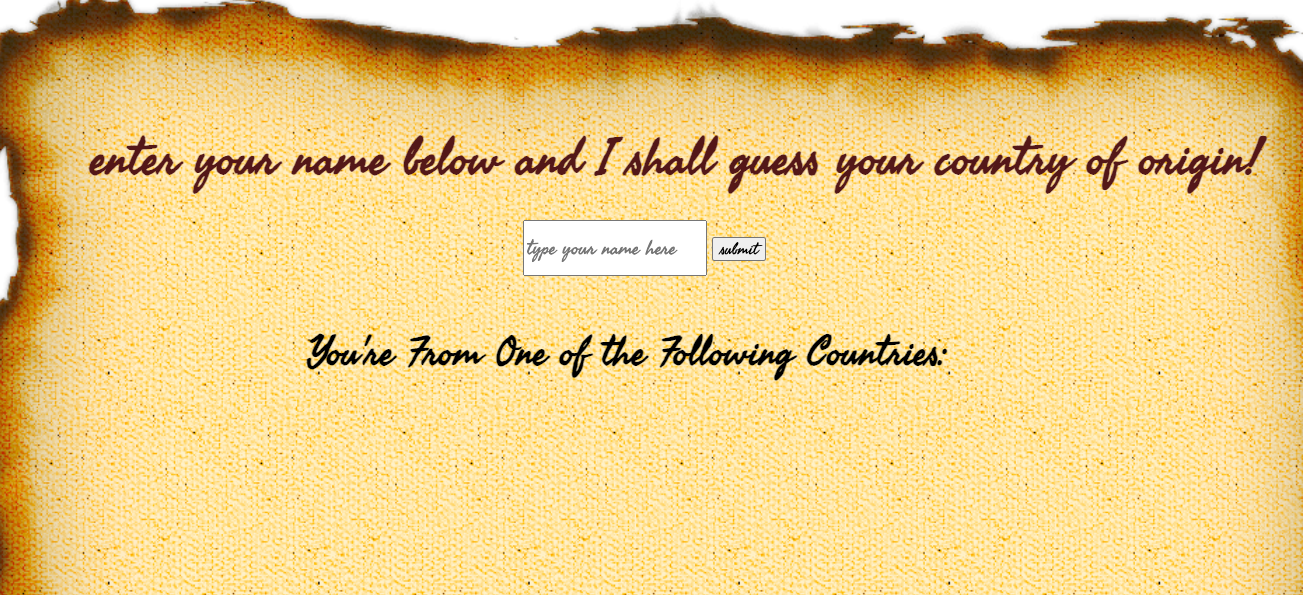 enter your name below and I shall guess your country of origin!
type your name here submit
You're From One of the Following Countries: